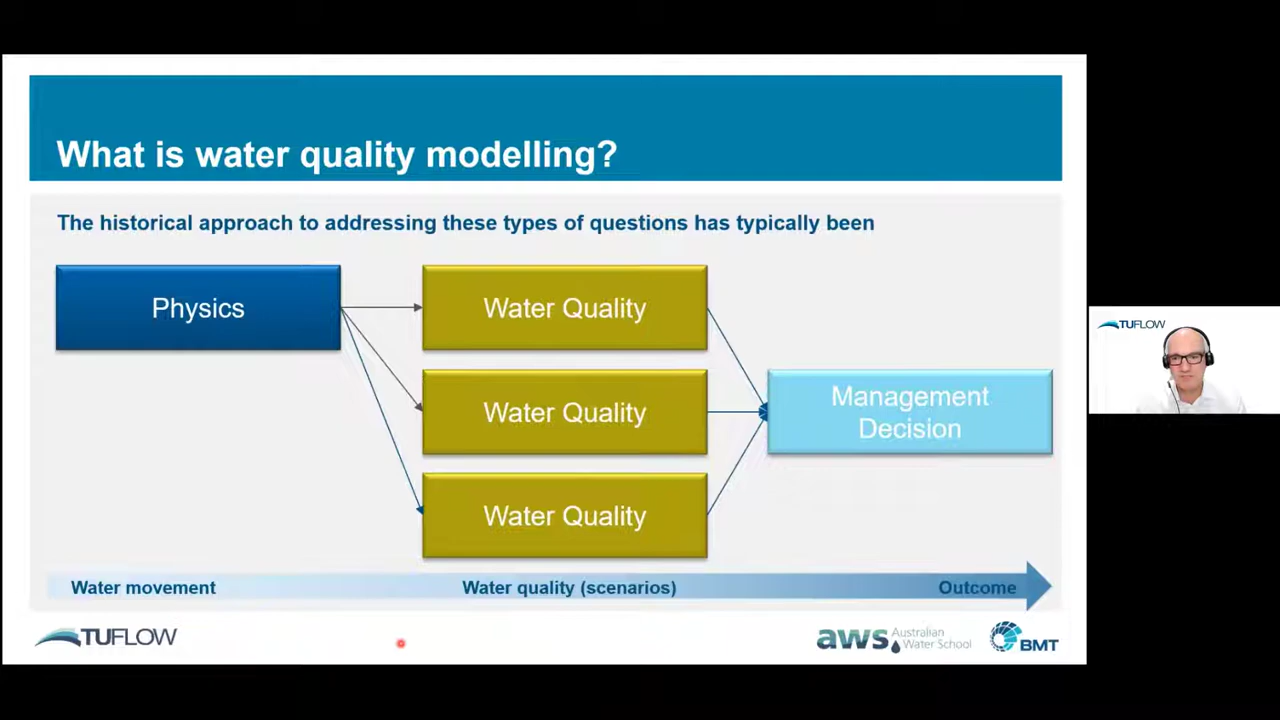 What is water quality modelling?
The historical approach to addressing these types of questions has typically been
Physics
Water Quality
Water Quality
Water Quality
Management
Decision
Water movement
Water quality (scenarios)
Outcome
TUFLOW
aws
Australian
Water School
BMT
TUFLOW